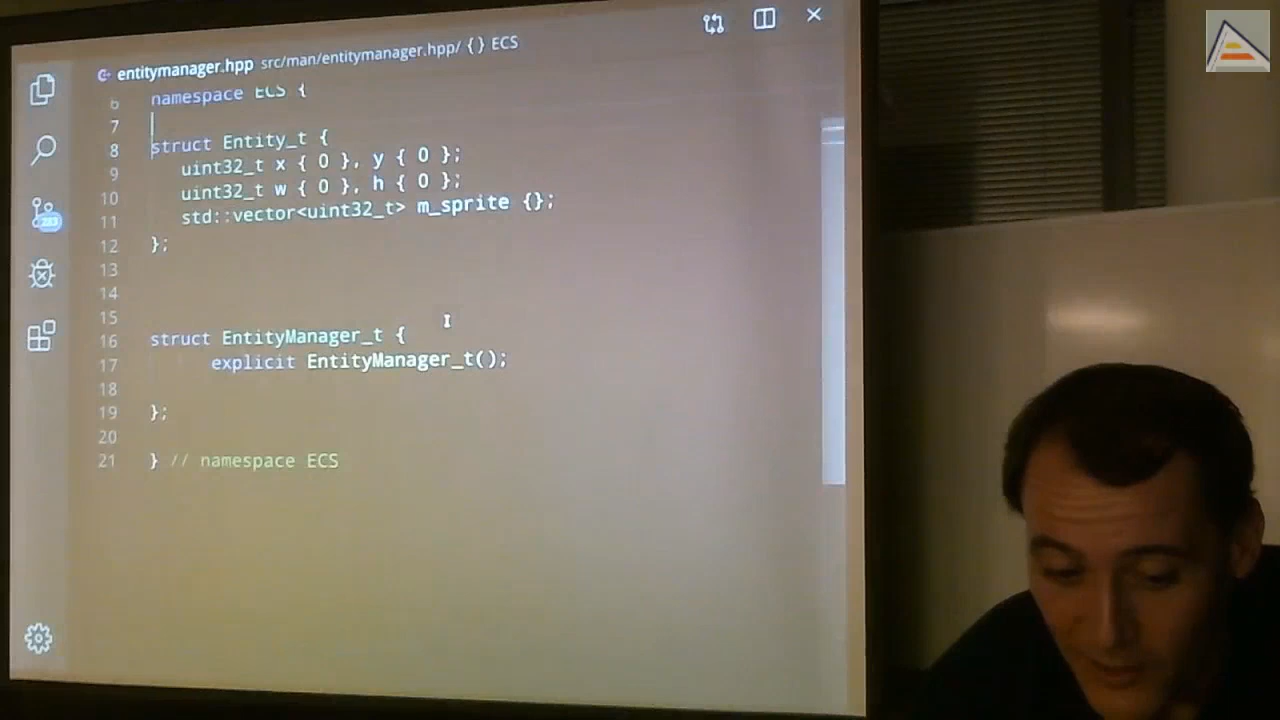 entitymanager.hpp src/man/entitymanager.hpp/ {} ECS
6 namespace ECS {
7
8 struct Entity_t {
9 uint32_t x { 0 }, y { 0 };
10 uint32_t w { 0 }, h { 0 };
11 std::vector<uint32_t> m_sprite {};
12 };
13
14
15
16 struct EntityManager_t {
17 explicit EntityManager_t();
18
19 };
20
21 } // namespace ECS